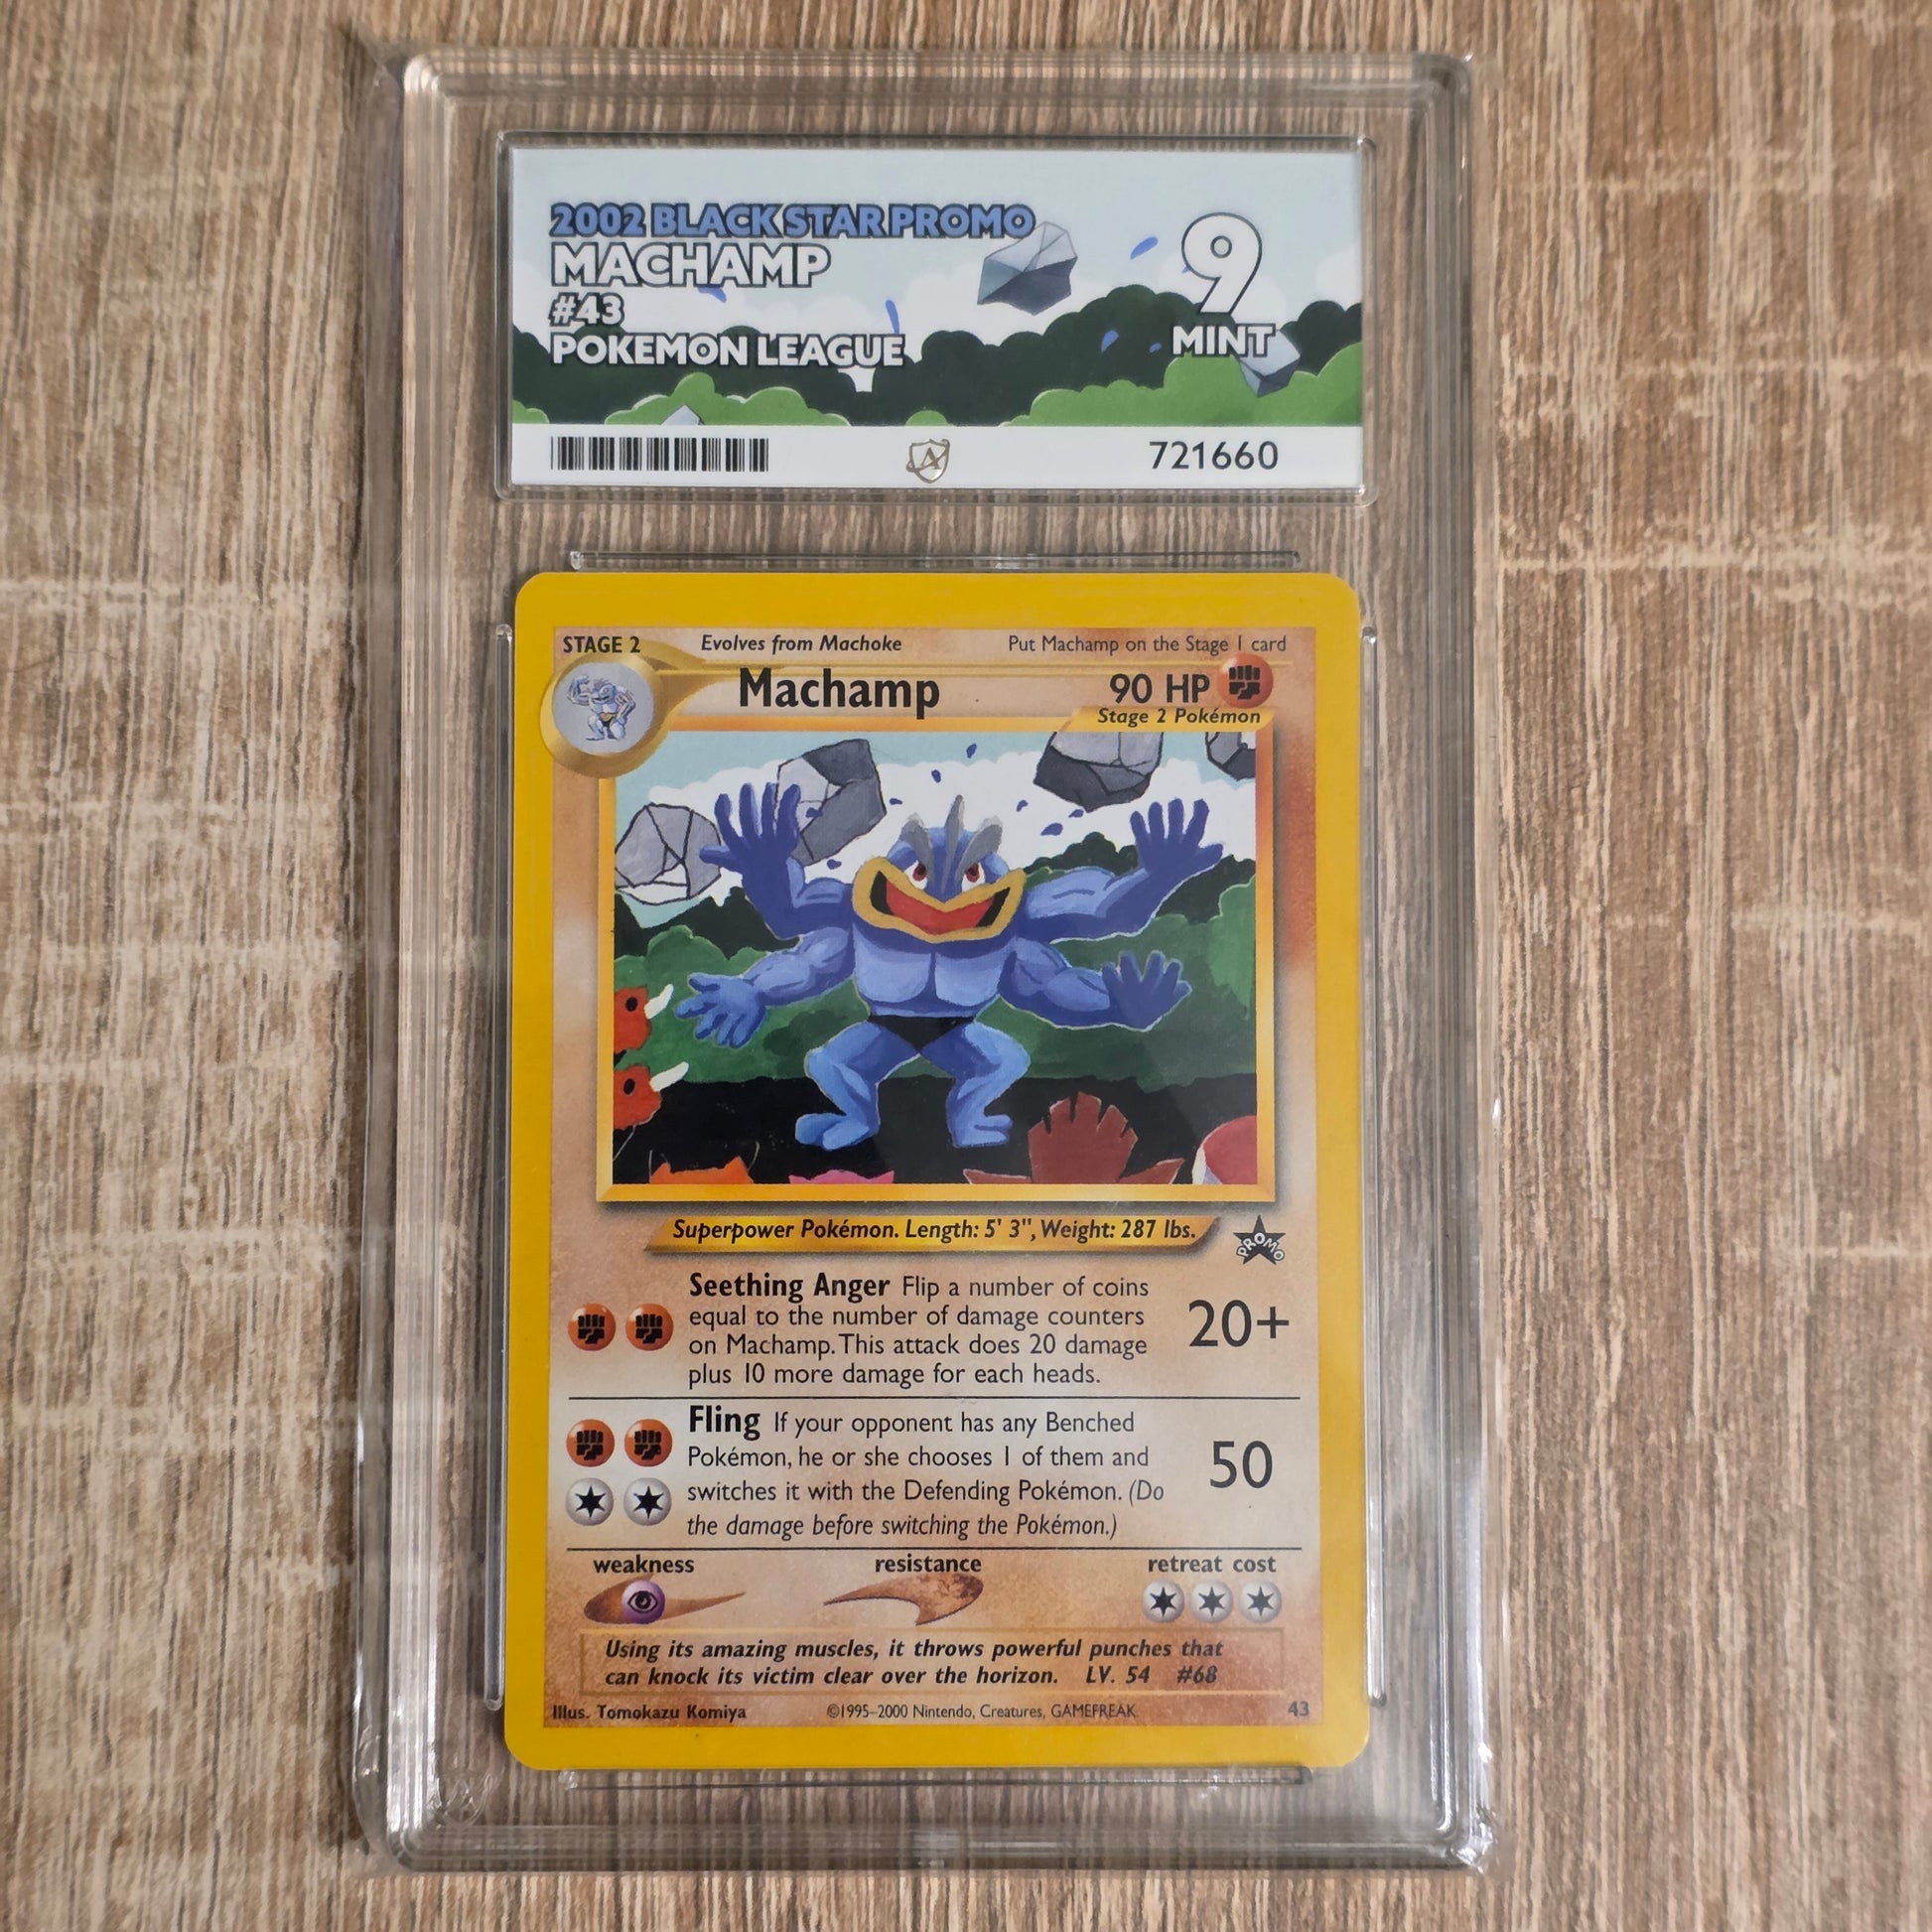 2002 BLACK STAR PROMO
MACHAMP
#43
POKEMON LEAGUE
9
MINT
721660
STAGE 2 Evolves from Machoke Put Machamp on the Stage 1 card
Machamp 90 HP
Stage 2 Pokémon
Superpower Pokémon. Length: 5' 3", Weight: 287 lbs.
PROMO
Seething Anger Flip a number of coins
equal to the number of damage counters
on Machamp. This attack does 20 damage
plus 10 more damage for each heads.
20+
Fling If your opponent has any Benched
Pokémon, he or she chooses 1 of them and
switches it with the Defending Pokémon. (Do
the damage before switching the Pokémon.)
50
weakness resistance retreat cost
Using its amazing muscles, it throws powerful punches that
can knock its victim clear over the horizon. LV. 54 #68
Illus. Tomokazu Komiya ©1995–2000 Nintendo, Creatures, GAMEFREAK 43